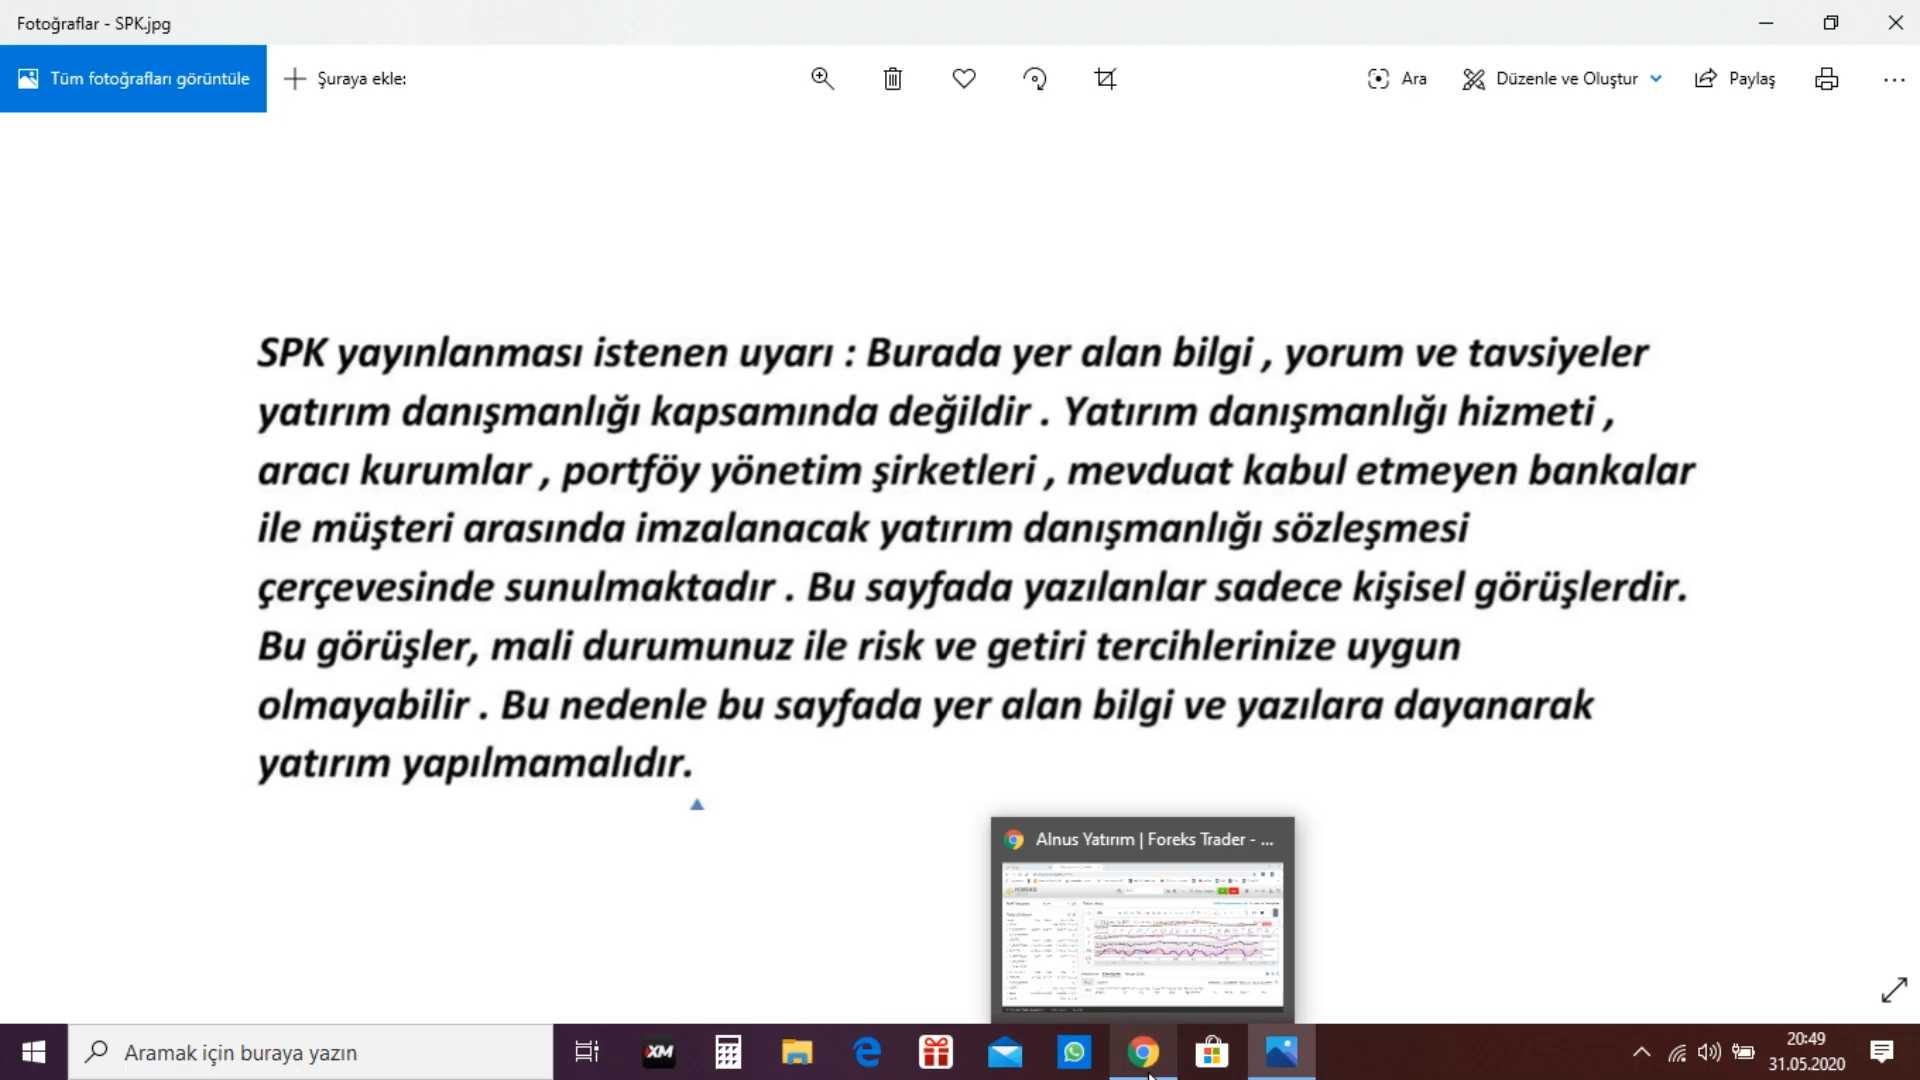 Fotoğraflar - SPK.jpg
Tüm fotoğrafları görüntüle
Şuraya ekle:
Ara
Düzenle ve Oluştur
Paylaş
SPK yayınlanması istenen uyarı : Burada yer alan bilgi , yorum ve tavsiyeler
yatırım danışmanlığı kapsamında değildir . Yatırım danışmanlığı hizmeti ,
aracı kurumlar , portföy yönetim şirketleri , mevduat kabul etmeyen bankalar
ile müşteri arasında imzalanacak yatırım danışmanlığı sözleşmesi
çerçevesinde sunulmaktadır . Bu sayfada yazılanlar sadece kişisel görüşlerdir.
Bu görüşler, mali durumunuz ile risk ve getiri tercihlerinize uygun
olmayabilir . Bu nedenle bu sayfada yer alan bilgi ve yazılara dayanarak
yatırım yapılmamalıdır.
Alnus Yatırım | Foreks Trader - ...
Aramak için buraya yazın
XM
20:49
31.05.2020